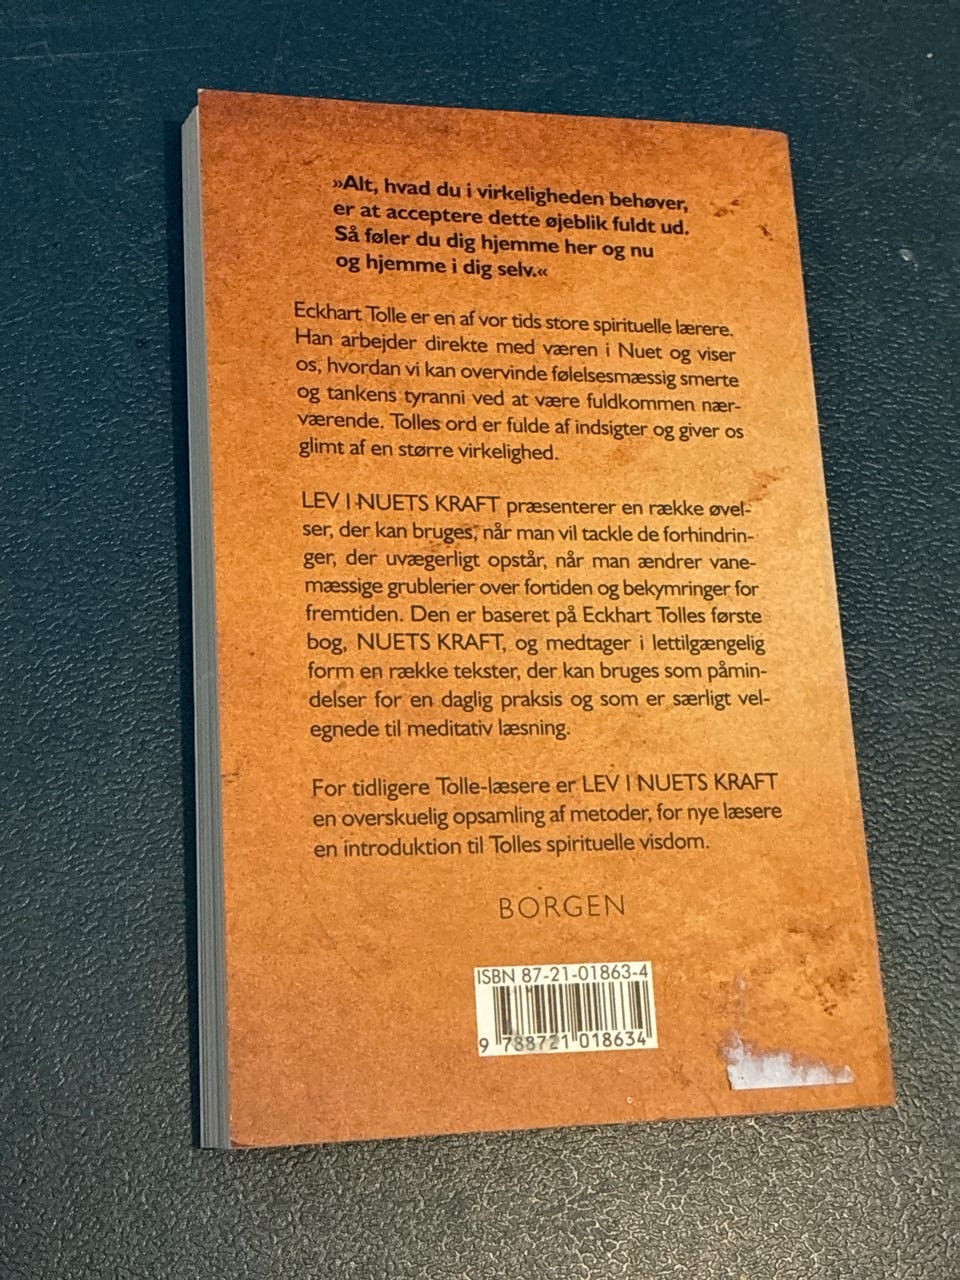 »Alt, hvad du i virkeligheden behøver,
er at acceptere dette øjeblik fuldt ud.
Så føler du dig hjemme her og nu
og hjemme i dig selv.«
Eckhart Tolle er en af vor tids store spirituelle lærere.
Han arbejder direkte med væren i Nuet og viser
os, hvordan vi kan overvinde følelsesmæssig smerte
og tankens tyranni ved at være fuldkommen nær-
værende. Tolles ord er fulde af indsigter og giver os
glimt af en større virkelighed.
LEV I NUETS KRAFT præsenterer en række øvel-
ser, der kan bruges, når man vil tackle de forhindrin-
ger, der uvægerligt opstår, når man ændrer vane-
mæssige grublerier over fortiden og bekymringer for
fremtiden. Den er baseret på Eckhart Tolles første
bog, NUETS KRAFT, og medtager i lettilgængelig
form en række tekster, der kan bruges som påmin-
delser for en daglig praksis og som er særligt vel-
egnede til meditativ læsning.
For tidligere Tolle-læsere er LEV I NUETS KRAFT
en overskuelig opsamling af metoder, for nye læsere
en introduktion til Tolles spirituelle visdom.
BORGEN
ISBN 87-21-01863-4
9 788721 018634